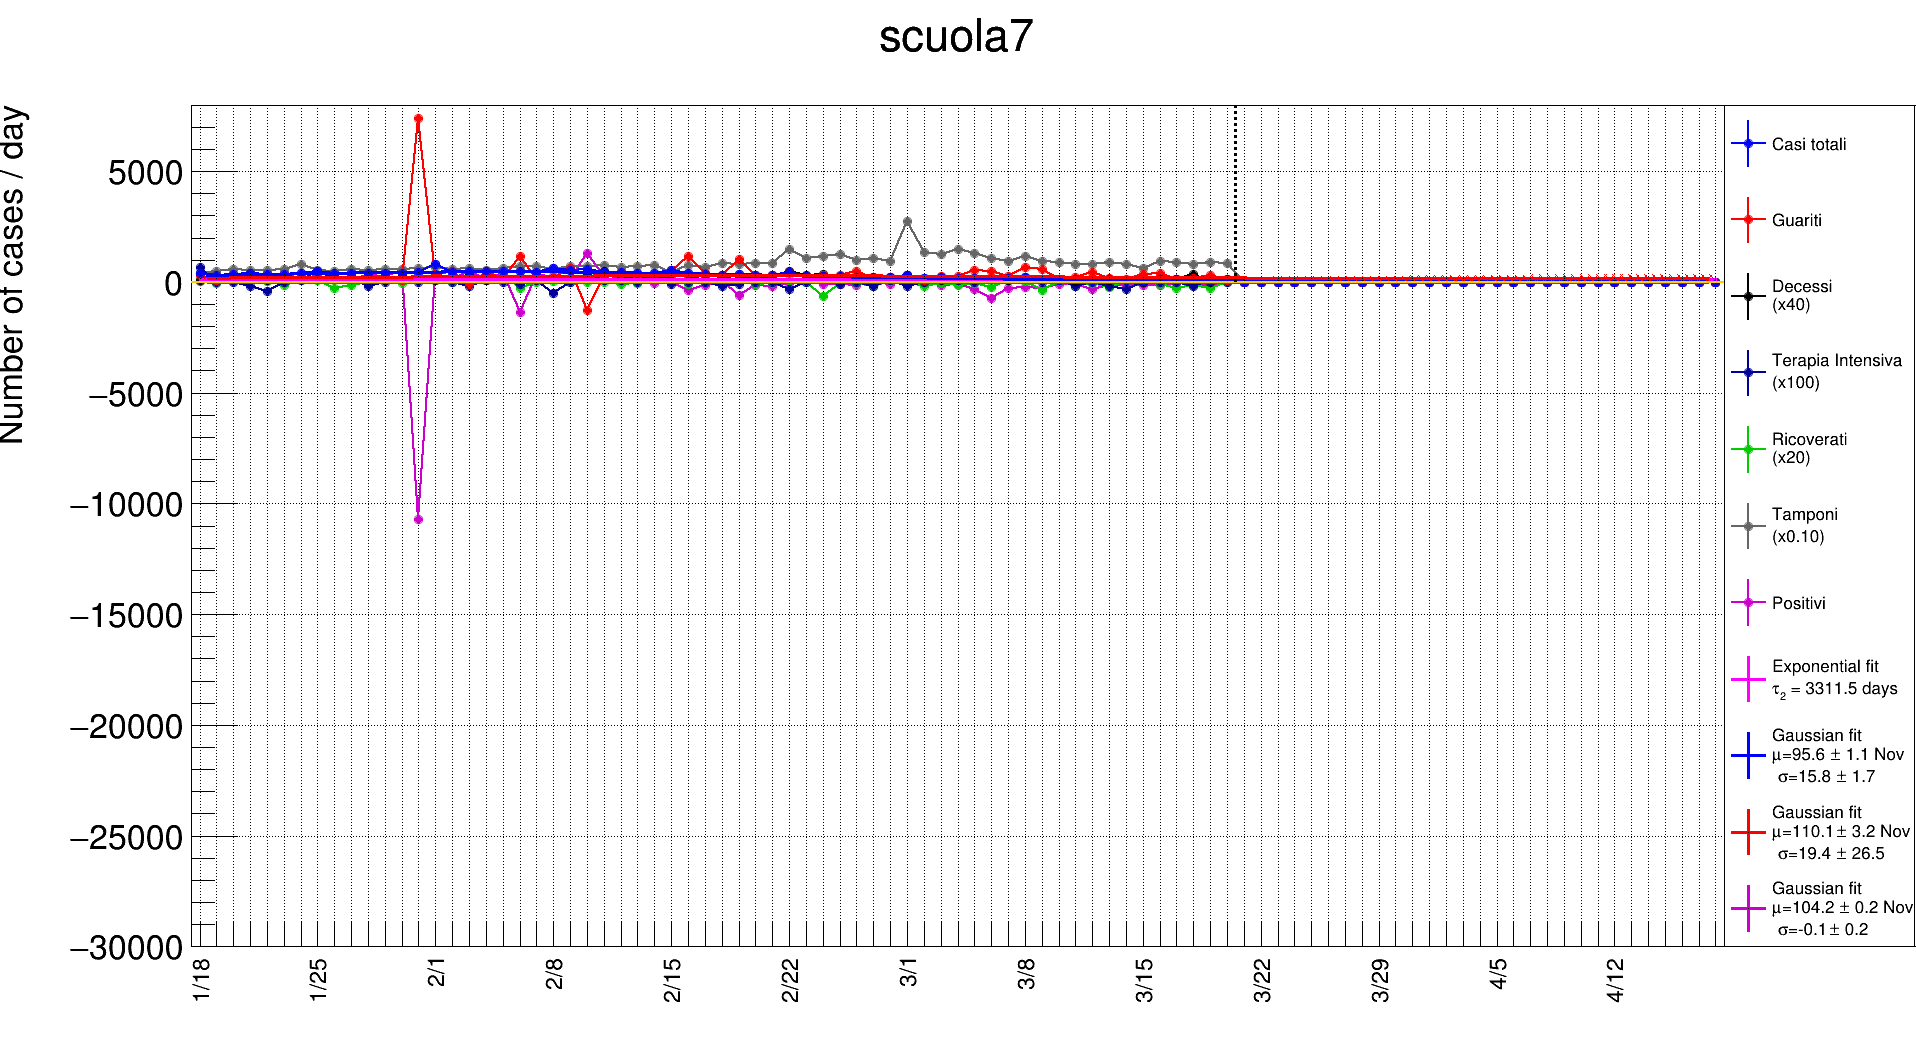 scuola7
Number of cases / day
5000
0
−5000
−10000
−15000
−20000
−25000
−30000
1/18
1/25
2/1
2/8
2/15
2/22
3/1
3/8
3/15
3/22
3/29
4/5
4/12
Casi totali
Guariti
Decessi
(x40)
Terapia Intensiva
(x100)
Ricoverati
(x20)
Tamponi
(x0.10)
Positivi
Exponential fit
τ2 = 3311.5 days
Gaussian fit
μ=95.6 ± 1.1 Nov
σ=15.8 ± 1.7
Gaussian fit
μ=110.1 ± 3.2 Nov
σ=19.4 ± 26.5
Gaussian fit
μ=104.2 ± 0.2 Nov
σ=-0.1 ± 0.2